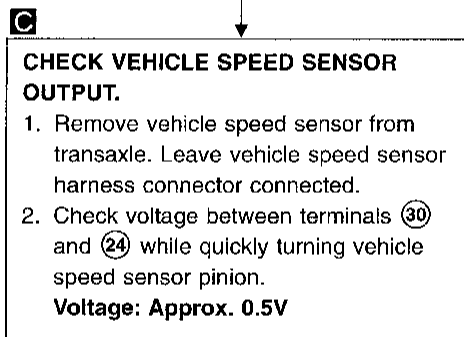 C
CHECK VEHICLE SPEED SENSOR
OUTPUT.
1. Remove vehicle speed sensor from
transaxle. Leave vehicle speed sensor
harness connector connected.
2. Check voltage between terminals 30
and 24 while quickly turning vehicle
speed sensor pinion.
Voltage: Approx. 0.5V